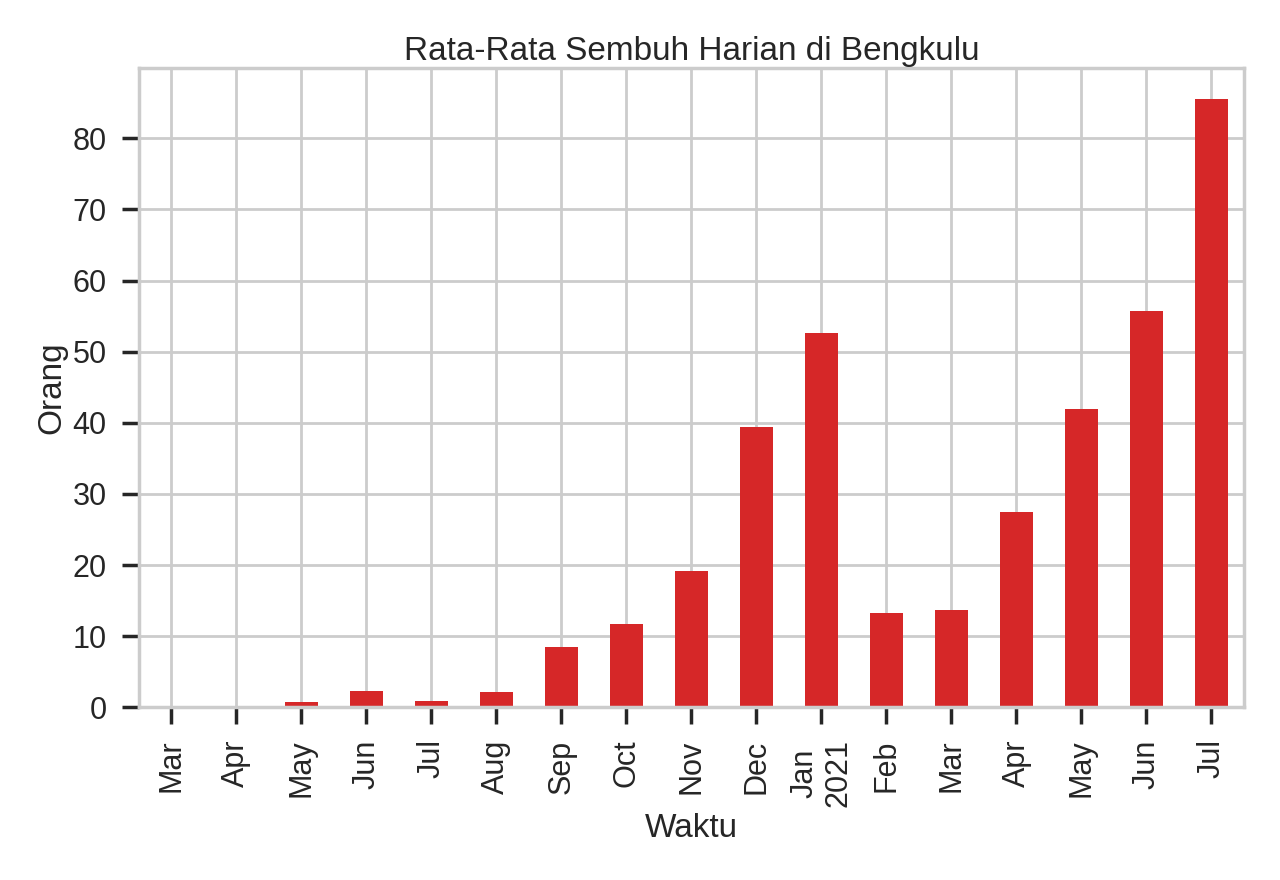 Rata-Rata Sembuh Harian di Bengkulu
80
70
60
50
40
30
20
10
0
Orang
Mar
Apr
May
Jun
Jul
Aug
Sep
Oct
Nov
Dec
Jan
2021
Feb
Mar
Apr
May
Jun
Jul
Waktu